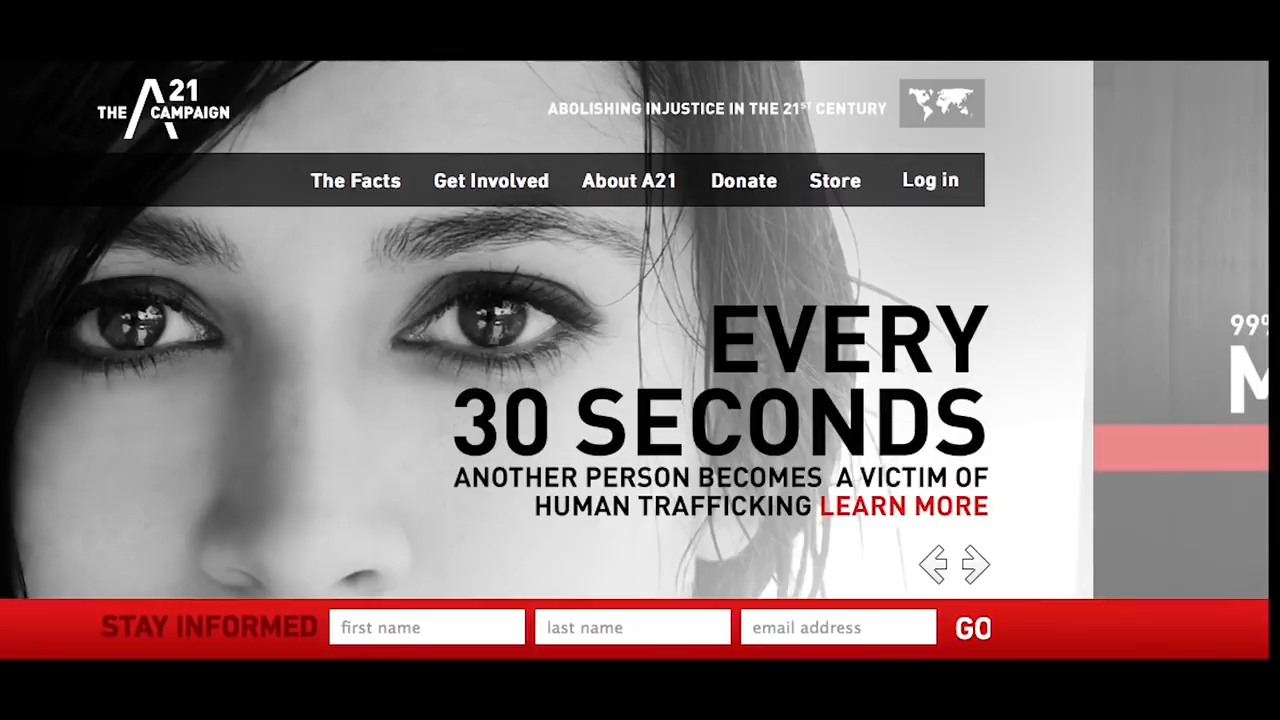 21
THE A CAMPAIGN
ABOLISHING INJUSTICE IN THE 21ST CENTURY
The Facts Get Involved About A21 Donate Store Log in
EVERY
30 SECONDS
ANOTHER PERSON BECOMES A VICTIM OF
HUMAN TRAFFICKING LEARN MORE
99%
M
STAY INFORMED first name last name email address GO